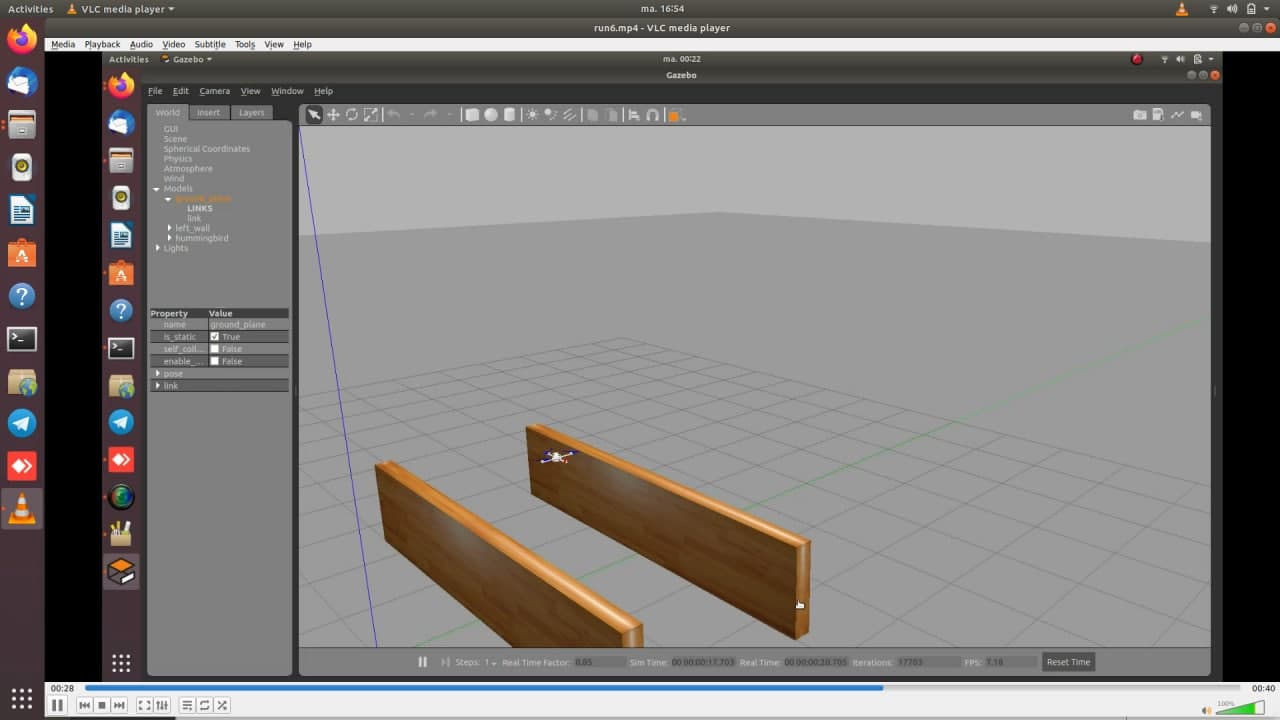 Activities VLC media player ma. 16:54
run6.mp4 - VLC media player
Media Playback Audio Video Subtitle Tools View Help
Activities Gazebo ma. 00:22
Gazebo
File Edit Camera View Window Help
World Insert Layers
GUI
Scene
Spherical Coordinates
Physics
Atmosphere
Wind
Models
ground_plane
LINKS
link
left_wall
hummingbird
Lights
Property Value
name ground_plane
is_static True
self_coll... False
enable_... False
pose
link
Steps: 1 Real Time Factor: 0.85 Sim Time: 00 00:00:17.703 Real Time: 00 00:00:20.705 Iterations: 17703 FPS: 7.18 Reset Time
00:28 00:40
100%